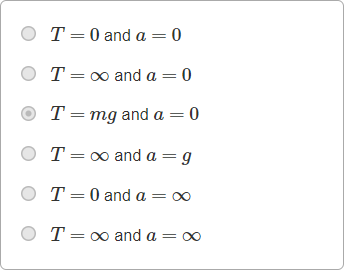 T = 0 and a = 0
T = ∞ and a = 0
T = mg and a = 0
T = ∞ and a = g
T = 0 and a = ∞
T = ∞ and a = ∞